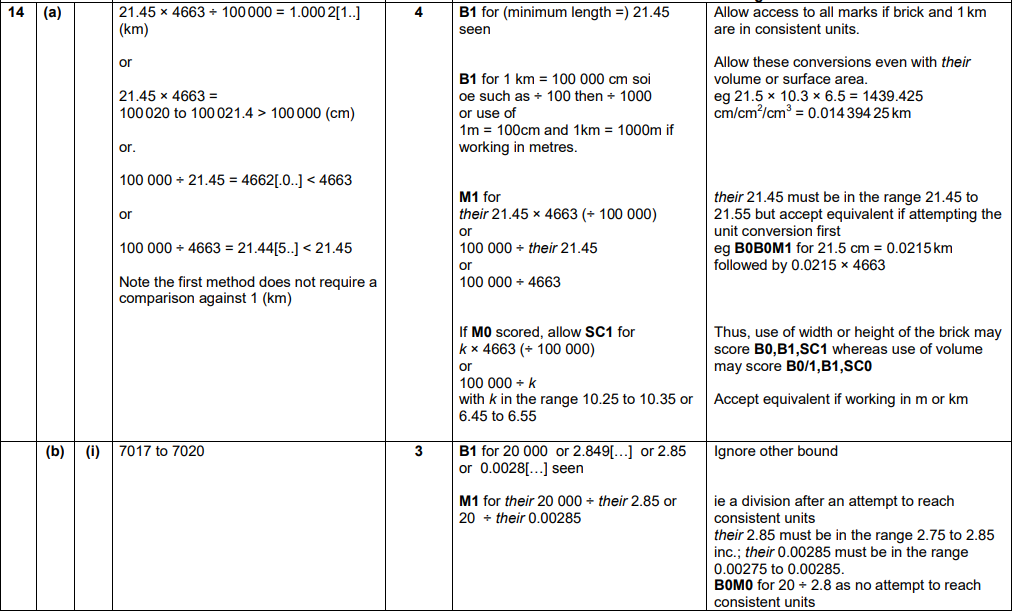 14 (a) 21.45 × 4663 ÷ 100 000 = 1.000 2[1..]
(km)
or
21.45 × 4663 =
100 020 to 100 021.4 > 100 000 (cm)
or.
100 000 ÷ 21.45 = 4662[.0..] < 4663
or
100 000 ÷ 4663 = 21.44[5..] < 21.45
Note the first method does not require a
comparison against 1 (km)
4
B1 for (minimum length =) 21.45
seen
B1 for 1 km = 100 000 cm soi
oe such as ÷ 100 then ÷ 1000
or use of
1m = 100cm and 1km = 1000m if
working in metres.
M1 for
their 21.45 × 4663 (÷ 100 000)
or
100 000 ÷ their 21.45
or
100 000 ÷ 4663
If M0 scored, allow SC1 for
k × 4663 (÷ 100 000)
or
100 000 ÷ k
with k in the range 10.25 to 10.35 or
6.45 to 6.55
Allow access to all marks if brick and 1 km
are in consistent units.
Allow these conversions even with their
volume or surface area.
eg 21.5 × 10.3 × 6.5 = 1439.425
cm/cm²/cm³ = 0.014 394 25 km
their 21.45 must be in the range 21.45 to
21.55 but accept equivalent if attempting the
unit conversion first
eg B0B0M1 for 21.5 cm = 0.0215 km
followed by 0.0215 × 4663
Thus, use of width or height of the brick may
score B0,B1,SC1 whereas use of volume
may score B0/1,B1,SC0
Accept equivalent if working in m or km
(b) (i) 7017 to 7020
3
B1 for 20 000 or 2.849[…] or 2.85
or 0.0028[…] seen
M1 for their 20 000 ÷ their 2.85 or
20 ÷ their 0.00285
Ignore other bound
ie a division after an attempt to reach
consistent units
their 2.85 must be in the range 2.75 to 2.85
inc.; their 0.00285 must be in the range
0.00275 to 0.00285.
B0M0 for 20 ÷ 2.8 as no attempt to reach
consistent units